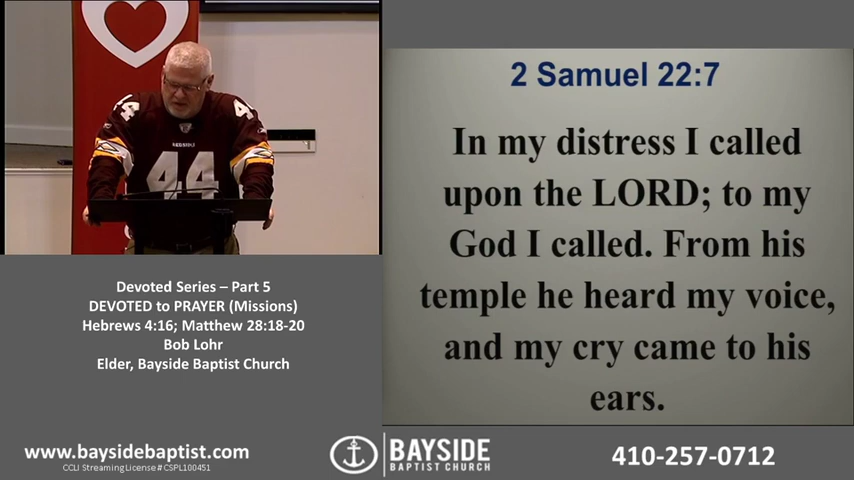 44
44
REDSKINS
44
2 Samuel 22:7
In my distress I called
upon the LORD; to my
God I called. From his
temple he heard my voice,
and my cry came to his
ears.
Devoted Series – Part 5
DEVOTED to PRAYER (Missions)
Hebrews 4:16; Matthew 28:18-20
Bob Lohr
Elder, Bayside Baptist Church
www.baysidebaptist.com
CCLI Streaming License # CSPL100451
BAYSIDE
BAPTIST CHURCH
410-257-0712